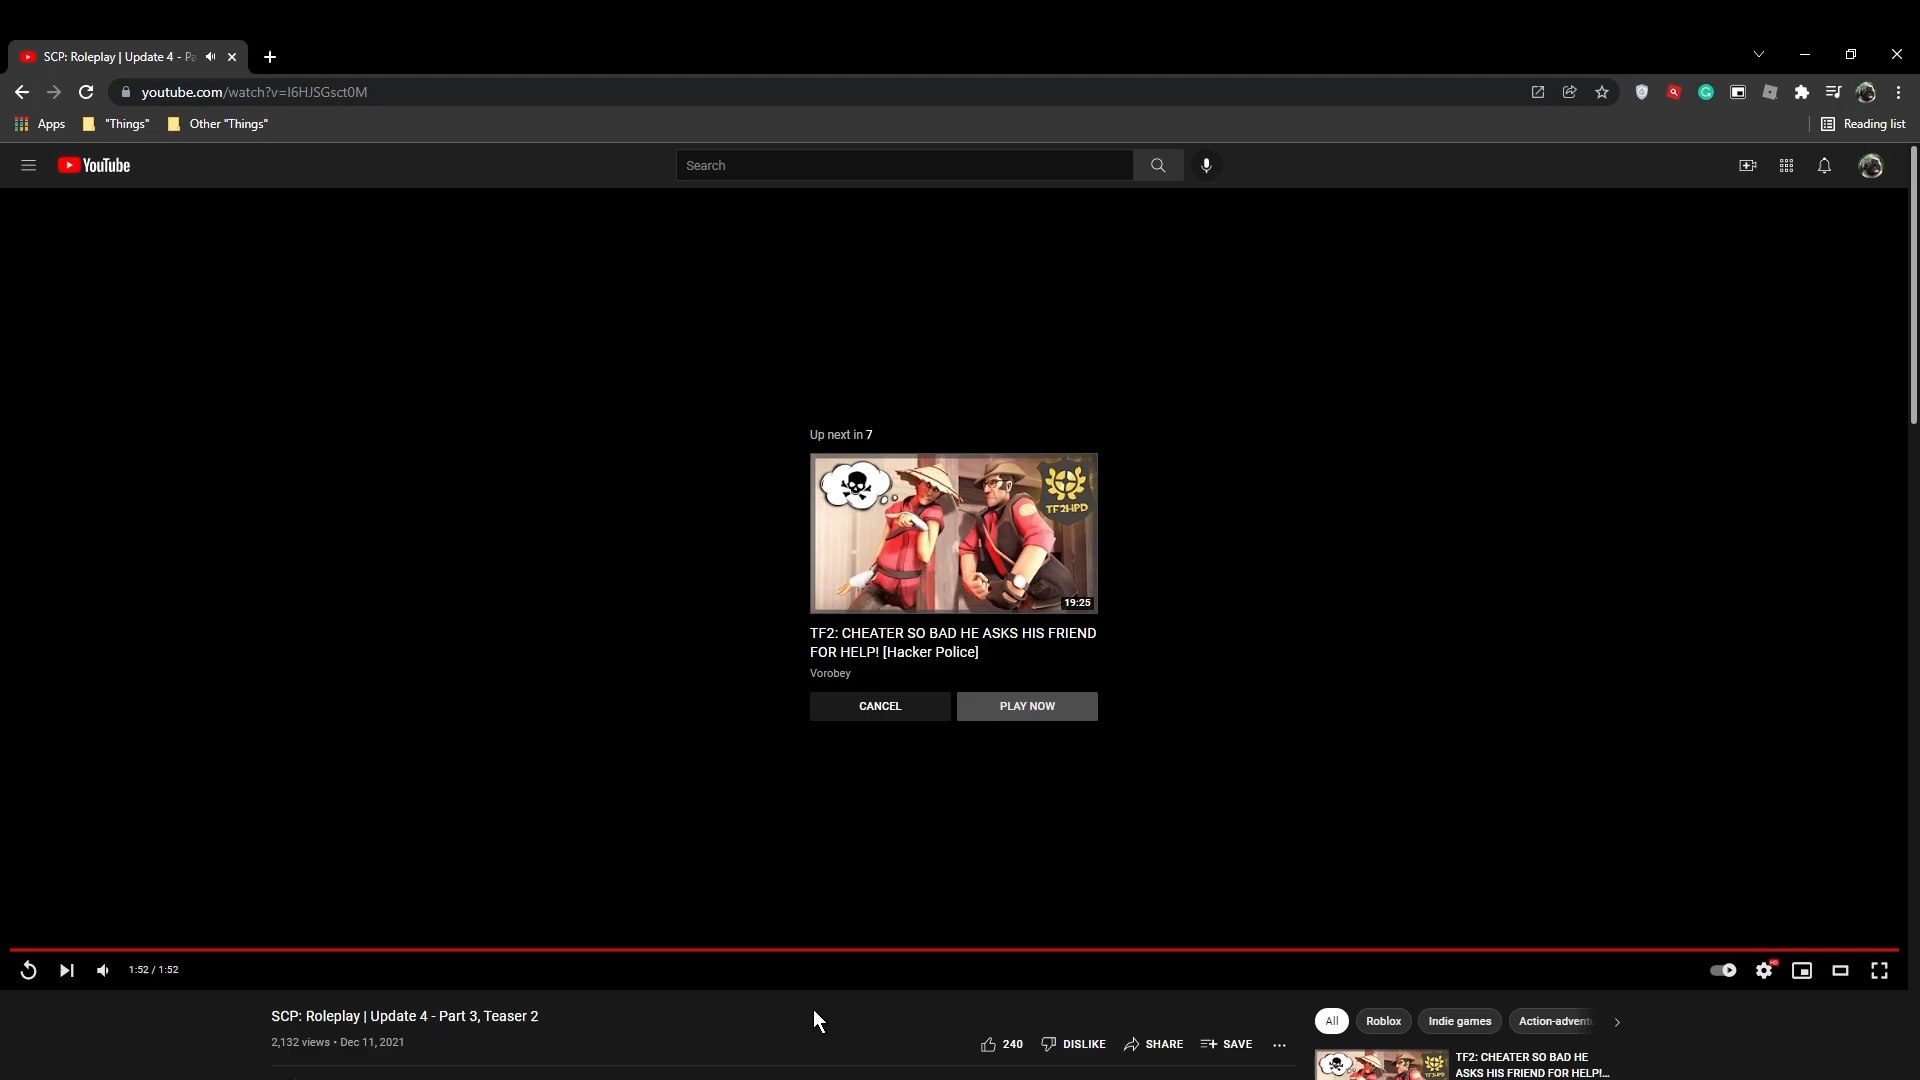 SCP: Roleplay | Update 4 - Pa
youtube.com/watch?v=I6HJSGsct0M
Apps
"Things"
Other "Things"
Reading list
YouTube
Search
Up next in 7
TF2HPD
19:25
TF2: CHEATER SO BAD HE ASKS HIS FRIEND
FOR HELP! [Hacker Police]
Vorobey
CANCEL
PLAY NOW
1:52 / 1:52
HD
SCP: Roleplay | Update 4 - Part 3, Teaser 2
2,132 views • Dec 11, 2021
240
DISLIKE
SHARE
SAVE
All
Roblox
Indie games
Action-advent
TF2: CHEATER SO BAD HE
ASKS HIS FRIEND FOR HELP!...